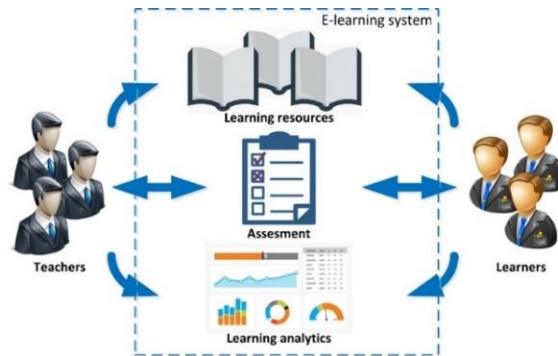 E-learning system
Learning resources
Assesment
Teachers
Learners
Learning analytics